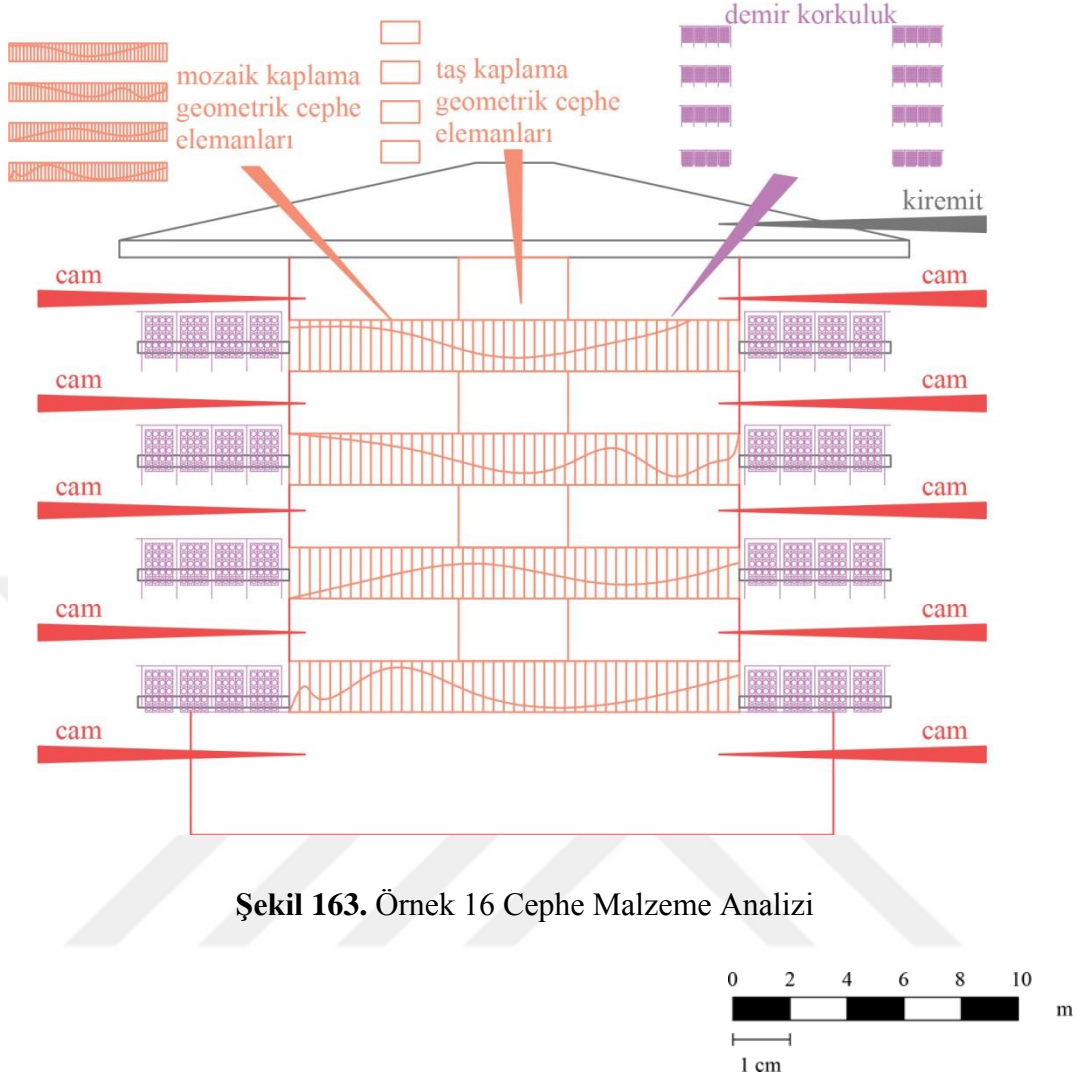 demir korkuluk
mozaik kaplama
geometrik cephe
elemanları
taş kaplama
geometrik cephe
elemanları
kiremit
cam
cam
cam
cam
cam
cam
cam
cam
cam
cam
Şekil 163. Örnek 16 Cephe Malzeme Analizi
0 2 4 6 8 10
m
1 cm